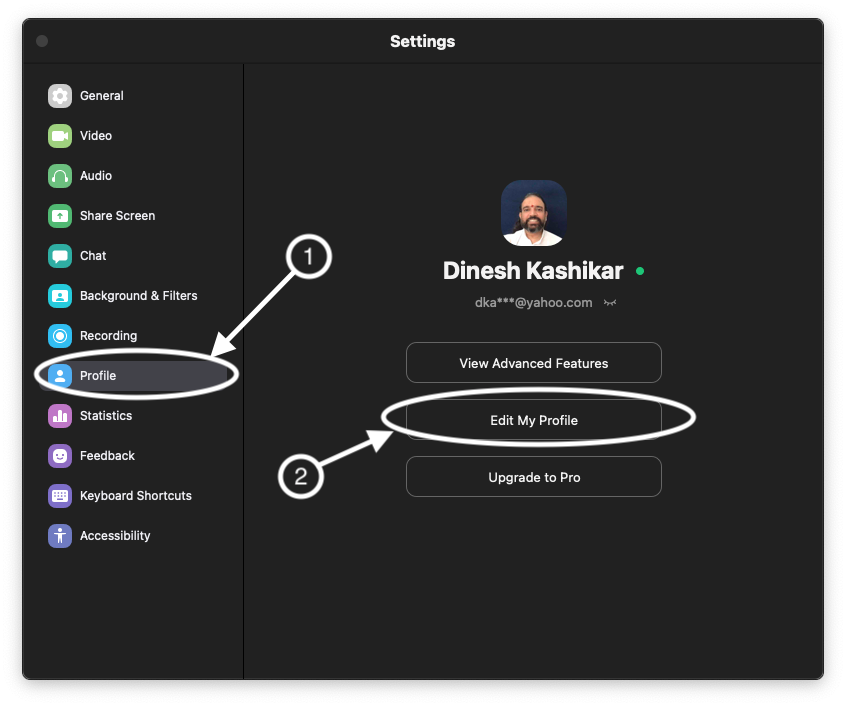 Settings
General
Video
Audio
Share Screen
Chat
Background & Filters
Recording
Profile
Statistics
Feedback
Keyboard Shortcuts
Accessibility
1
Dinesh Kashikar
dka***@yahoo.com
View Advanced Features
Edit My Profile
2
Upgrade to Pro